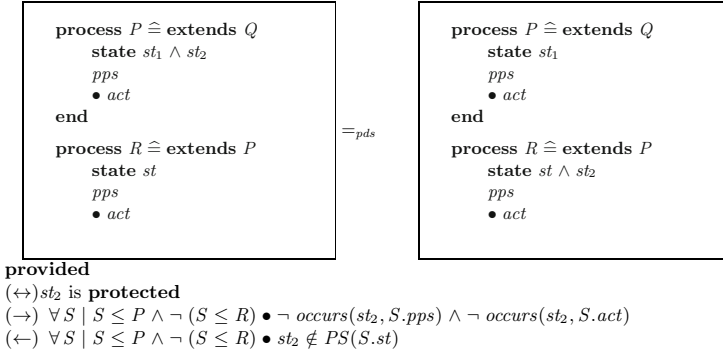 process P ≙ extends Q
state st₁ ∧ st₂
pps
• act
end
process R ≙ extends P
state st
pps
• act
=pds
process P ≙ extends Q
state st₁
pps
• act
end
process R ≙ extends P
state st ∧ st₂
pps
• act
provided
(↔)st₂ is protected
(→) ∀ S | S ≤ P ∧ ¬ (S ≤ R) • ¬ occurs(st₂, S.pps) ∧ ¬ occurs(st₂, S.act)
(←) ∀ S | S ≤ P ∧ ¬ (S ≤ R) • st₂ ∉ PS(S.st)